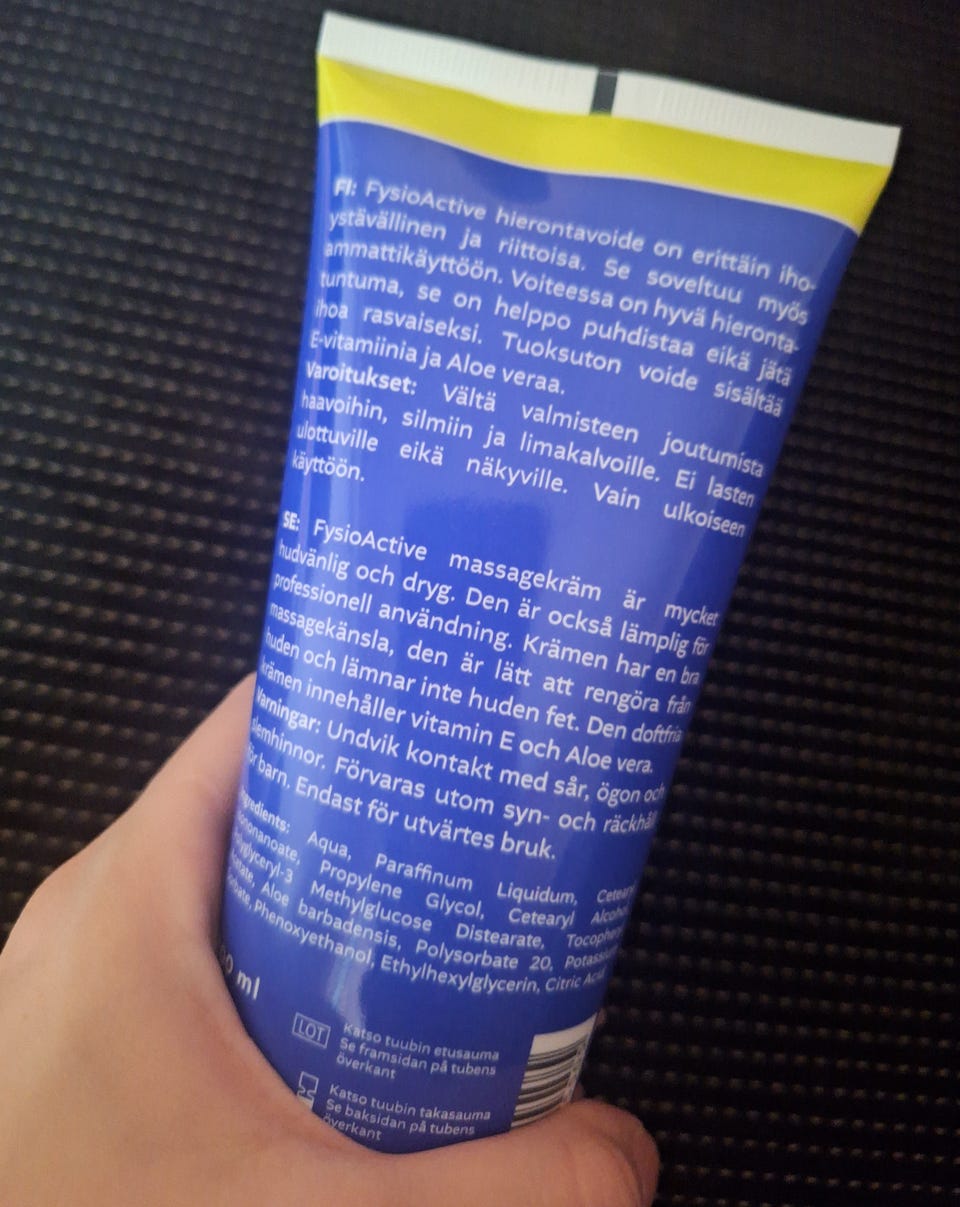 FI: FysioActive hierontavoide on erittäin iho-
ystävällinen ja riittoisa. Se soveltuu myös
ammattikäyttöön. Voiteessa on hyvä hieronta-
tuntuma, se on helppo puhdistaa eikä jätä
ihoa rasvaiseksi. Tuoksuton voide sisältää
E-vitamiinia ja Aloe veraa.
Varoitukset: Vältä valmisteen joutumista
haavoihin, silmiin ja limakalvoille. Ei lasten
ulottuville eikä näkyville. Vain ulkoiseen
käyttöön.
SE: FysioActive massagekräm är mycket
hudvänlig och dryg. Den är också lämplig för
professionell användning. Krämen har en bra
massagekänsla, den är lätt att rengöra från
huden och lämnar inte huden fet. Den doftfria
krämen innehåller vitamin E och Aloe vera.
Varningar: Undvik kontakt med sår, ögon och
slemhinnor. Förvaras utom syn- och räckhåll
för barn. Endast för utvärtes bruk.
Ingredients: Aqua, Paraffinum Liquidum,
Propylene Glycol, Cetearyl Alcohol,
Methylglucose Distearate,
Aloe barbadensis, Polysorbate 20,
Phenoxyethanol, Ethylhexylglycerin, Citric
ml
LOT
Katso tuubin etusauma
Se framsidan på tubens
överkant
Katso tuubin takasauma
Se baksidan på tubens
överkant